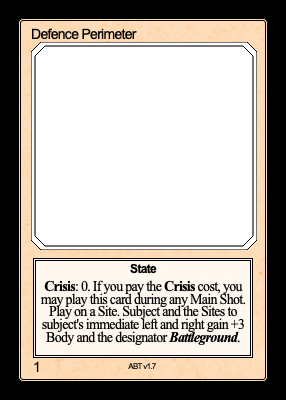 Defence Perimeter
State
Crisis: 0. If you pay the Crisis cost, you
may play this card during any Main Shot.
Play on a Site. Subject and the Sites to
subject's immediate left and right gain +3
Body and the designator Battleground.
1
ABT v1.7